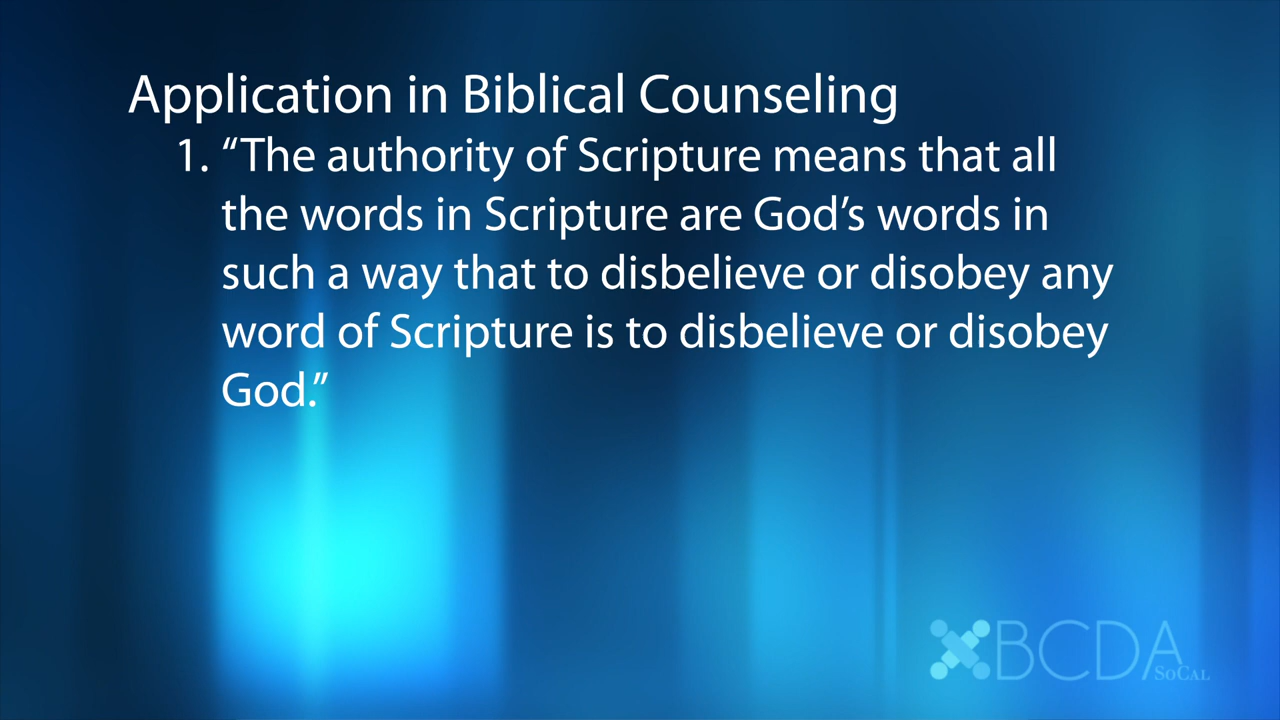 Application in Biblical Counseling
1. “The authority of Scripture means that all
the words in Scripture are God’s words in
such a way that to disbelieve or disobey any
word of Scripture is to disbelieve or disobey
God.”
BCDA
SoCal